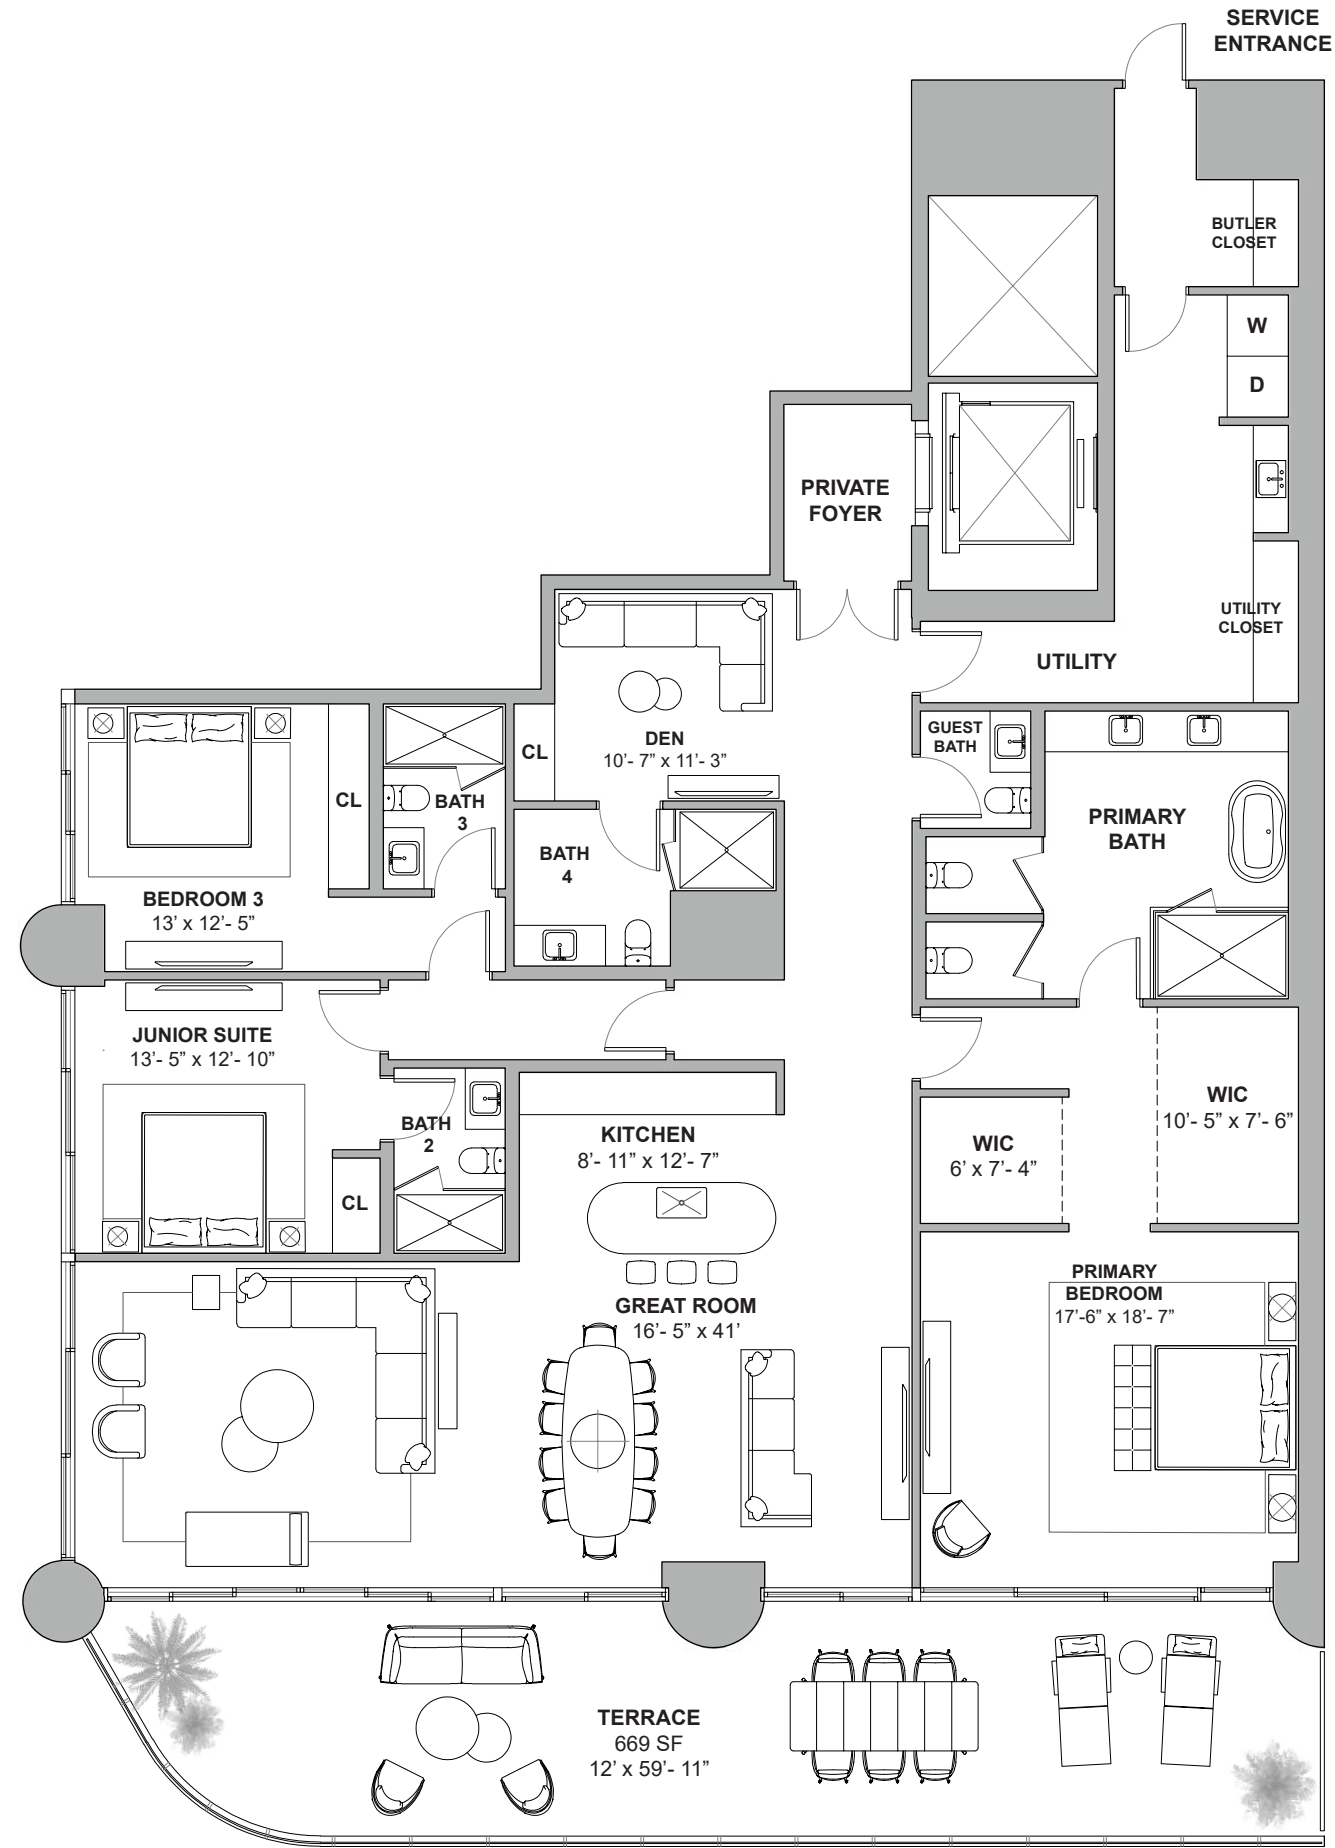 SERVICE
ENTRANCE
BUTLER
CLOSET
W
D
PRIVATE
FOYER
UTILITY
CLOSET
UTILITY
GUEST
BATH
DEN
10’- 7” x 11’- 3”
CL
CL
BATH
3
BATH
4
PRIMARY
BATH
BEDROOM 3
13’ x 12’- 5”
JUNIOR SUITE
13’- 5” x 12’- 10”
BATH
2
CL
KITCHEN
8’- 11” x 12’- 7”
WIC
10’- 5” x 7’- 6”
WIC
6’ x 7’- 4”
PRIMARY
BEDROOM
17’-6” x 18’- 7”
GREAT ROOM
16’- 5” x 41’
TERRACE
669 SF
12’ x 59’- 11”